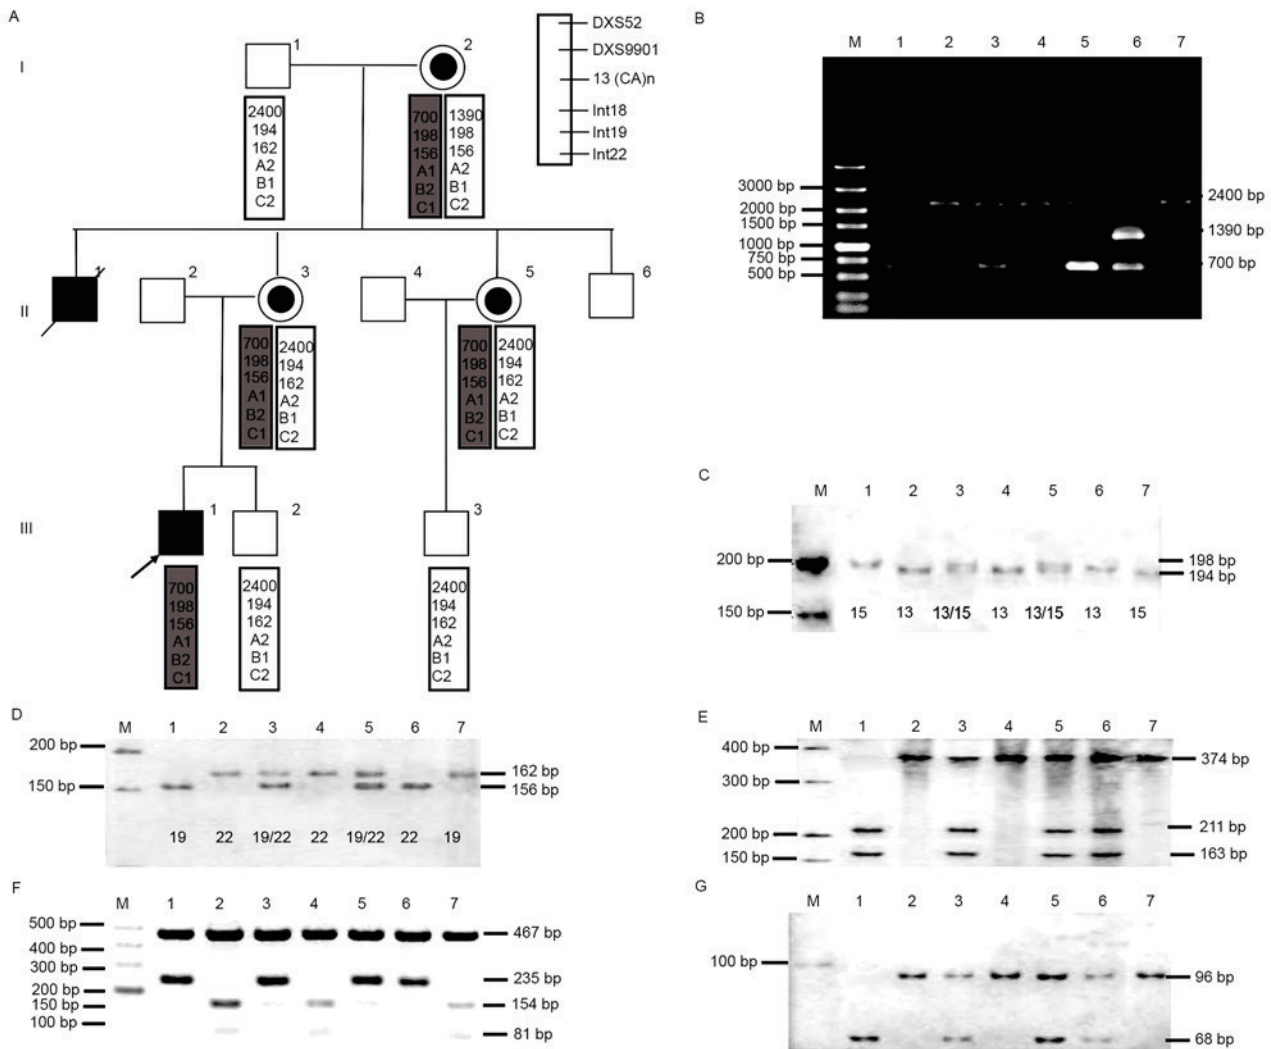 A
I
1
2
DXS52
DXS9901
13 (CA)n
Int18
Int19
Int22
2400
194
162
A2
B1
C2
700
198
156
A1
B2
C1
1390
198
156
A2
B1
C2
II
1
2
3
4
5
6
700
198
156
A1
B2
C1
2400
194
162
A2
B1
C2
700
198
156
A1
B2
C1
2400
194
162
A2
B1
C2
III
1
2
3
700
198
156
A1
B2
C1
2400
194
162
A2
B1
C2
2400
194
162
A2
B1
C2
B
M 1 2 3 4 5 6 7
3000 bp
2000 bp
1500 bp
1000 bp
750 bp
500 bp
2400 bp
1390 bp
700 bp
C
M 1 2 3 4 5 6 7
200 bp
150 bp
198 bp
194 bp
15 13 13/15 13 13/15 13 15
D
M 1 2 3 4 5 6 7
200 bp
150 bp
162 bp
156 bp
19 22 19/22 22 19/22 22 19
E
M 1 2 3 4 5 6 7
400 bp
300 bp
200 bp
150 bp
374 bp
211 bp
163 bp
F
M 1 2 3 4 5 6 7
500 bp
400 bp
300 bp
200 bp
150 bp
100 bp
467 bp
235 bp
154 bp
81 bp
G
M 1 2 3 4 5 6 7
100 bp
96 bp
68 bp